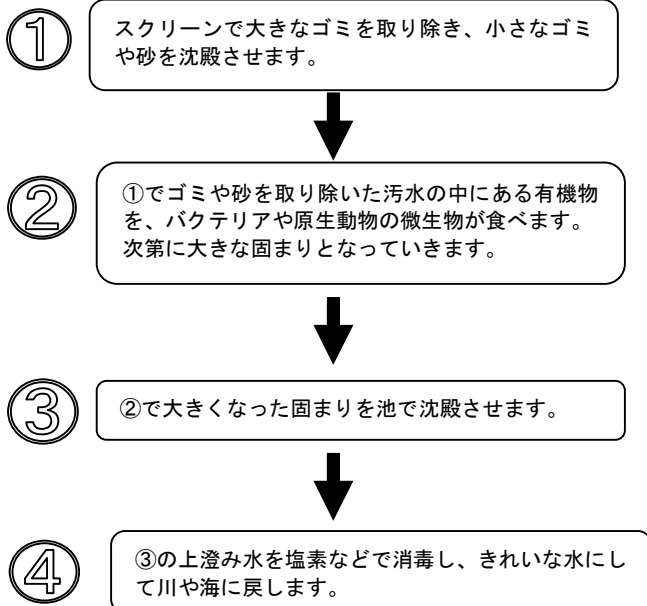 ①
スクリーンで大きなゴミを取り除き、小さなゴミ
や砂を沈殿させます。
②
①でゴミや砂を取り除いた汚水の中にある有機物
を、バクテリアや原生動物の微生物が食べます。
次第に大きな固まりとなっていきます。
③
②で大きくなった固まりを池で沈殿させます。
④
③の上澄み水を塩素などで消毒し、きれいな水にし
て川や海に戻します。